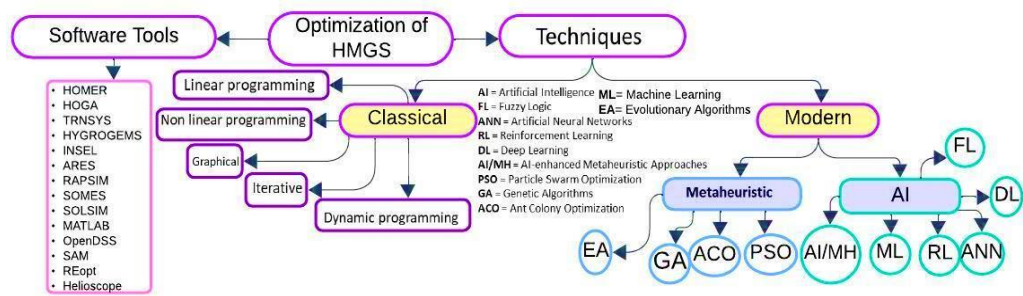 Software Tools
Optimization of
HMGS
Techniques
• HOMER
• HOGA
• TRNSYS
• HYGROGEMS
• INSEL
• ARES
• RAPSIM
• SOMES
• SOLSIM
• MATLAB
• OpenDSS
• SAM
• REopt
• Helioscope
Linear programming
Non linear programming
Graphical
Iterative
Dynamic programming
Classical
AI = Artificial Intelligence
FL = Fuzzy Logic
ANN = Artificial Neural Networks
RL = Reinforcement Learning
DL = Deep Learning
AI/MH = AI-enhanced Metaheuristic Approaches
PSO = Particle Swarm Optimization
GA = Genetic Algorithms
ACO = Ant Colony Optimization
ML= Machine Learning
EA= Evolutionary Algorithms
Modern
Metaheuristic
AI
FL
DL
EA
GA
ACO
PSO
AI/MH
ML
RL
ANN